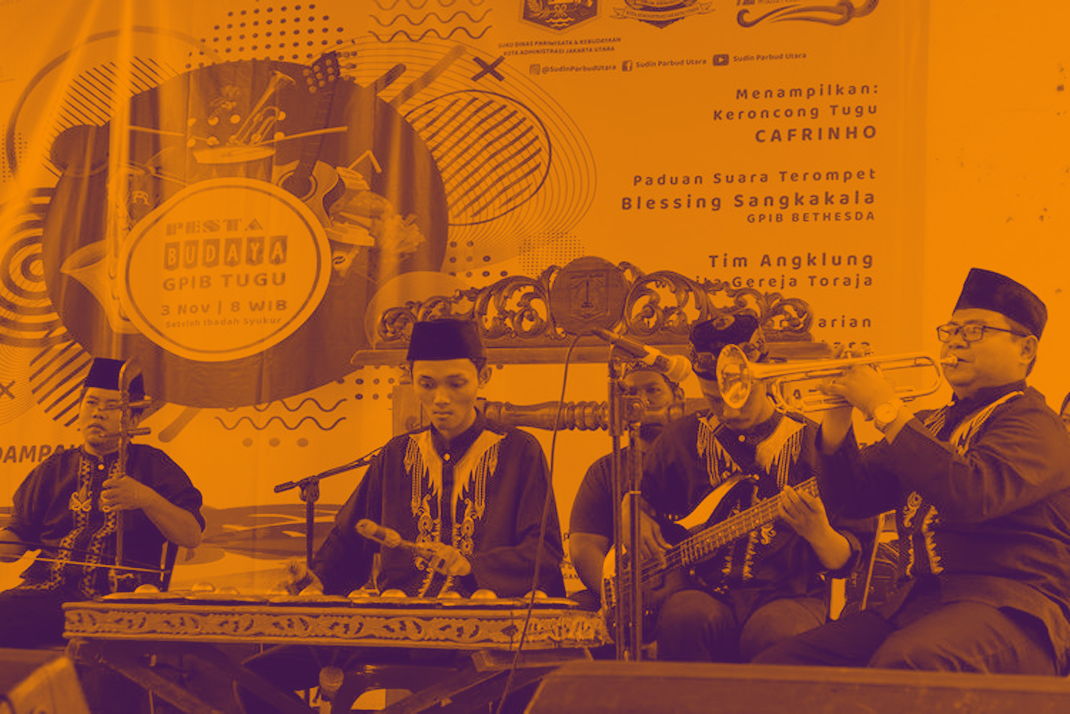 SUKU DINAS PARIWISATA & KEBUDAYAAN
KOTA ADMINISTRASI JAKARTA UTARA
@SudinParbudUtara Sudin Parbud Utara Sudin Parbud Utara
Menampilkan:
Keroncong Tugu
CAFRINHO
Paduan Suara Terompet
Blessing Sangkakala
GPIB BETHESDA
Tim Angklung
Gereja Toraja
arian
PESTA
BUDAYA
GPIB TUGU
3 Nov | 8 WIB
Setelah Ibadah Syukur